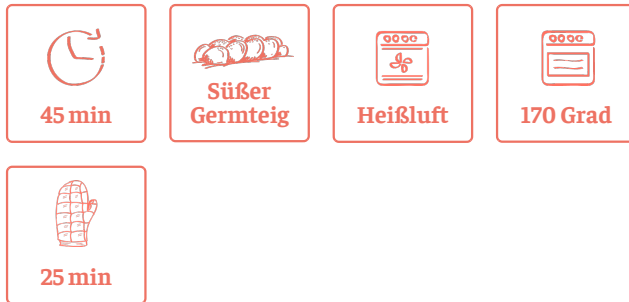 45 min
Süßer
Germteig
Heißluft
170 Grad
25 min